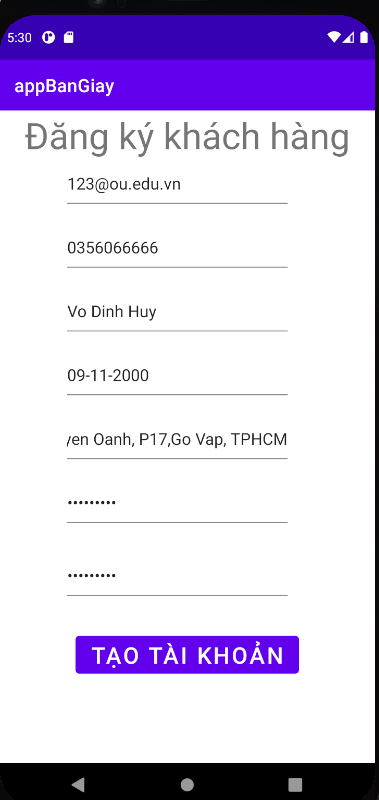 5:30
appBanGiay
Đăng ký khách hàng
123@ou.edu.vn
0356066666
Vo Dinh Huy
09-11-2000
yen Oanh, P17,Go Vap, TPHCM
•••••••••
•••••••••
TẠO TÀI KHOẢN